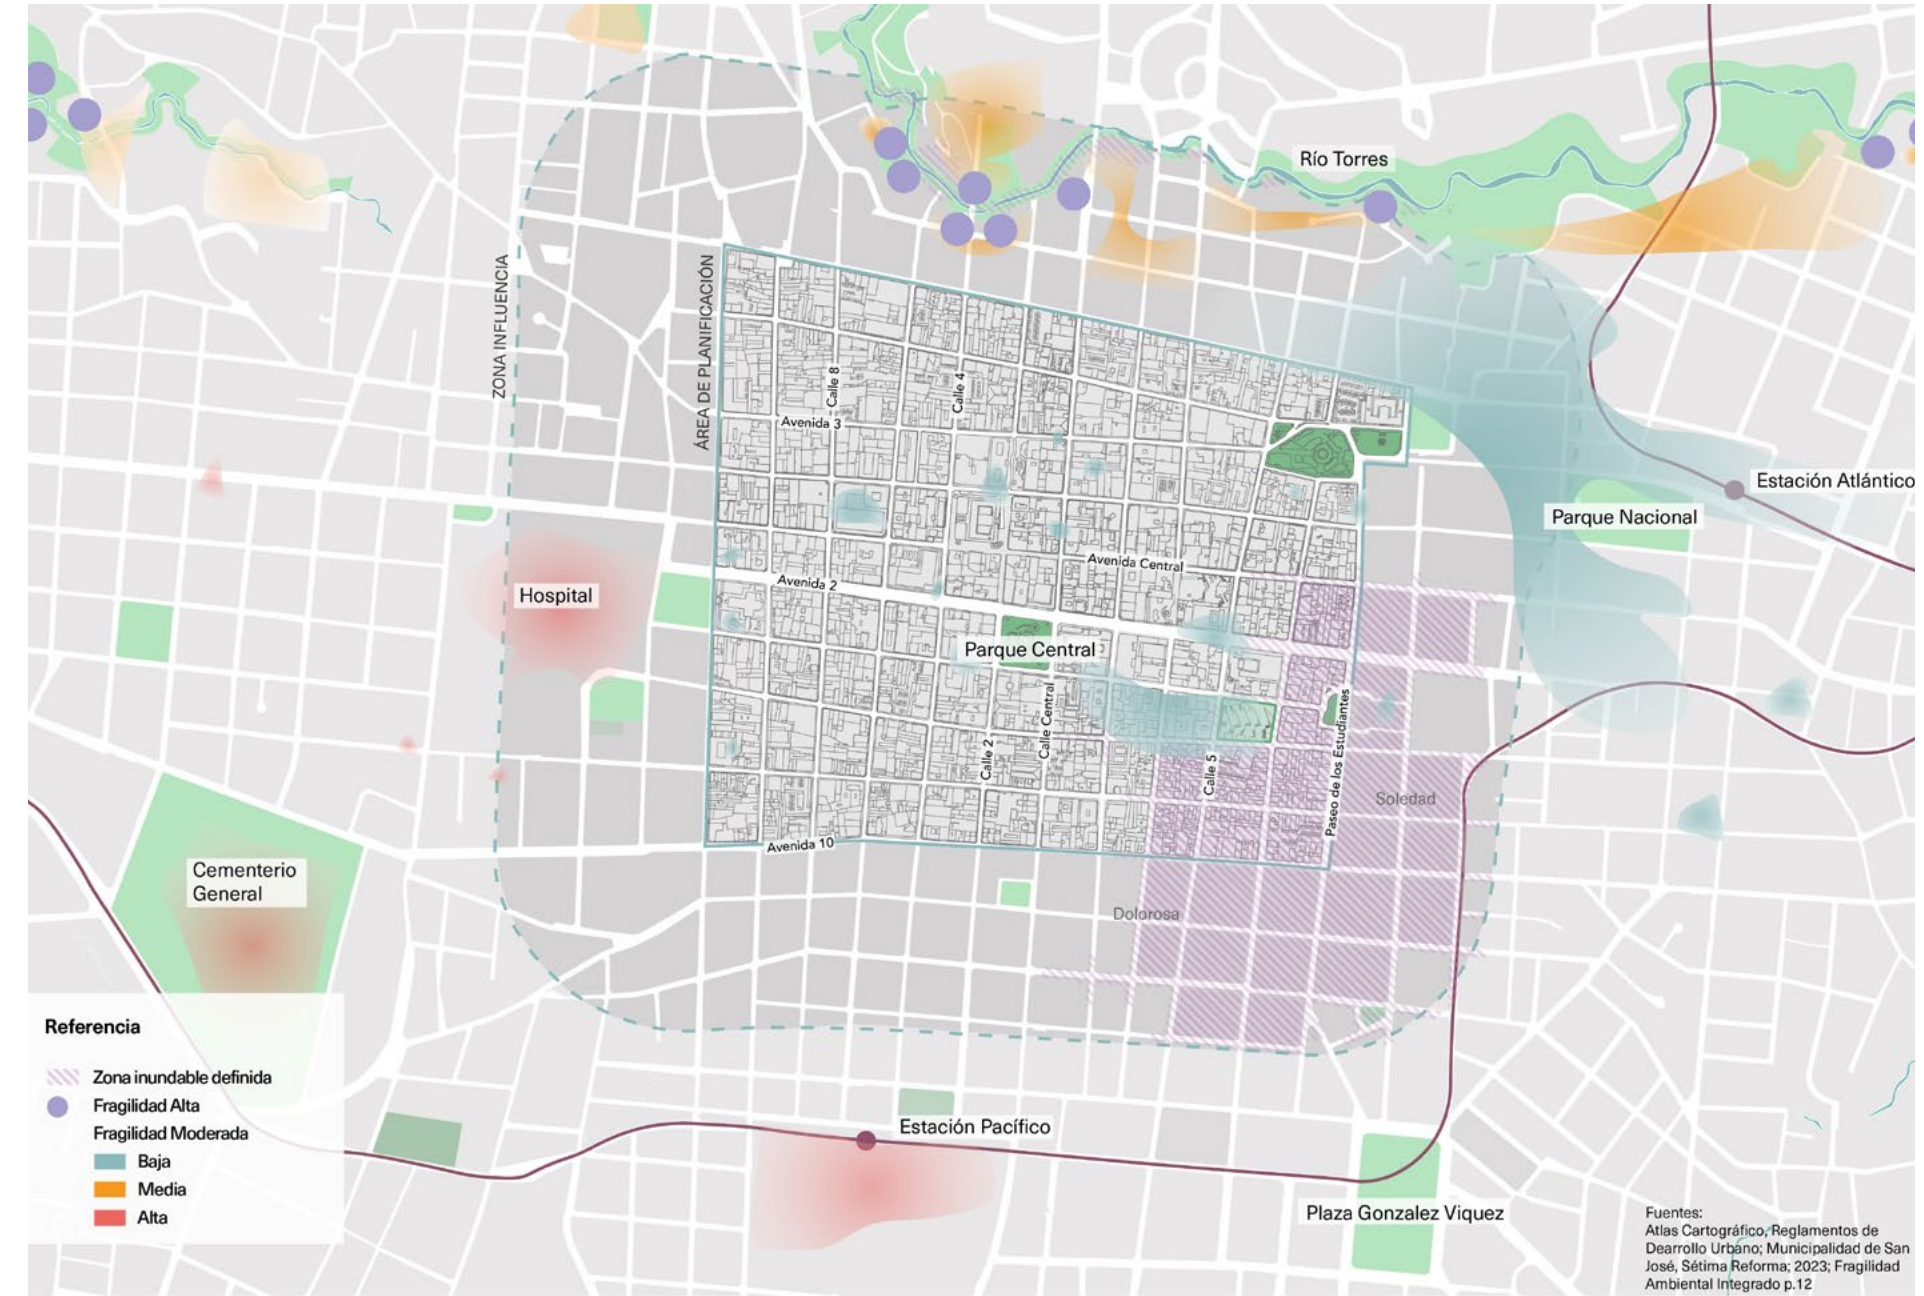 Río Torres
ZONA INFLUENCIA
ÁREA DE PLANIFICACIÓN
Calle 8
Calle 4
Avenida 3
Estación Atlántico
Parque Nacional
Avenida Central
Hospital
Avenida 2
Parque Central
Calle Central
Calle 2
Calle 5
Paseo de los Estudiantes
Soledad
Avenida 10
Cementerio
General
Dolorosa
Referencia
Zona inundable definida
Fragilidad Alta
Fragilidad Moderada
Baja
Media
Alta
Estación Pacífico
Plaza Gonzalez Viquez
Fuentes:
Atlas Cartográfico, Reglamentos de
Dearrollo Urbano; Municipalidad de San
José, Sétima Reforma; 2023; Fragilidad
Ambiental Integrado p.12